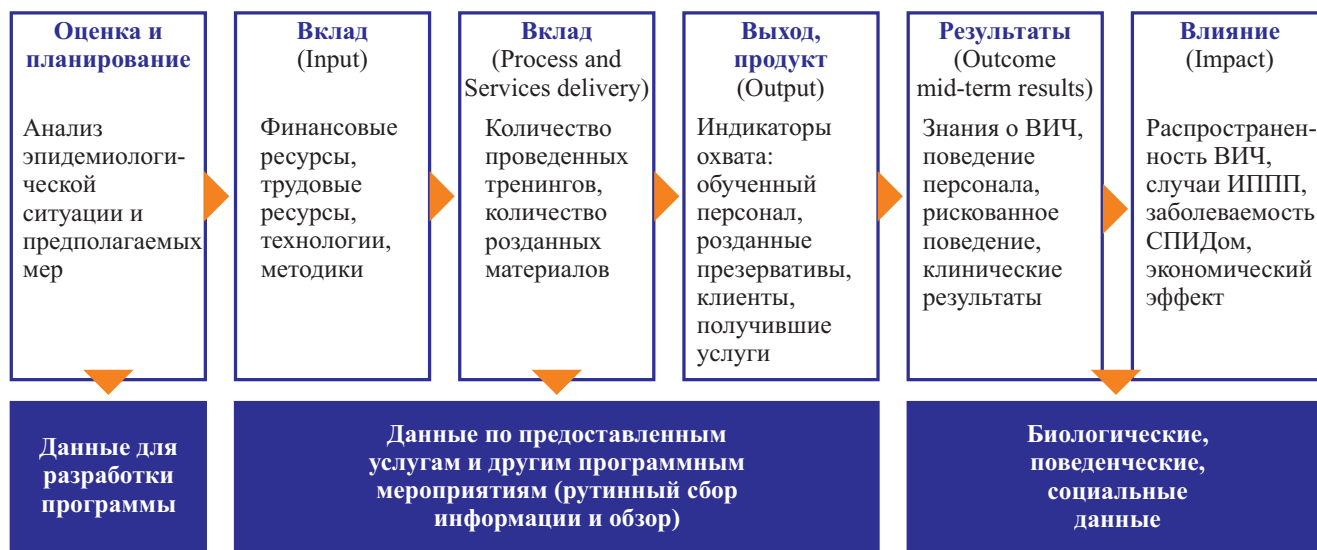 Оценка и
планирование
Анализ
эпидемиологи-
ческой
ситуации и
предполагаемых
мер
Вклад
(Input)
Финансовые
ресурсы,
трудовые
ресурсы,
технологии,
методики
Вклад
(Process and
Services delivery)
Количество
проведенных
тренингов,
количество
розданных
материалов
Выход,
продукт
(Output)
Индикаторы
охвата:
обученный
персонал,
розданные
презервативы,
клиенты,
получившие
услуги
Результаты
(Outcome
mid-term results)
Знания о ВИЧ,
поведение
персонала,
рискованное
поведение,
клинические
результаты
Влияние
(Impact)
Распространен-
ность ВИЧ,
случаи ИППП,
заболеваемость
СПИДом,
экономический
эффект
Данные для
разработки
программы
Данные по предоставленным
услугам и другим программным
мероприятиям (рутинный сбор
информации и обзор)
Биологические,
поведенческие,
социальные
данные